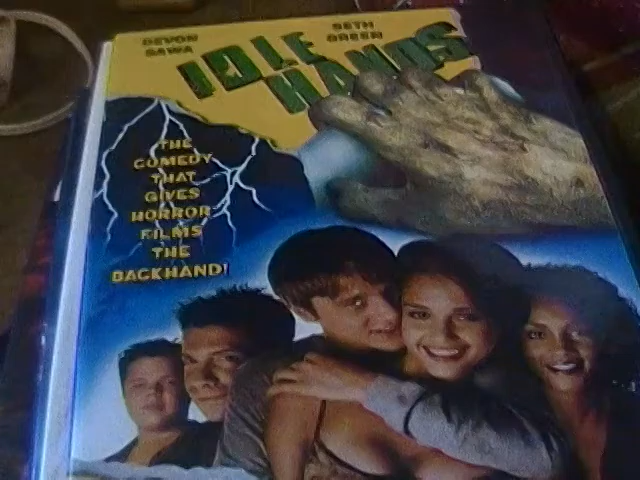 DEVON
SAWA
SETH
GREEN
IDLE
HANDS
THE
COMEDY
THAT
GIVES
HORROR
FILMS
THE
BACKHAND!